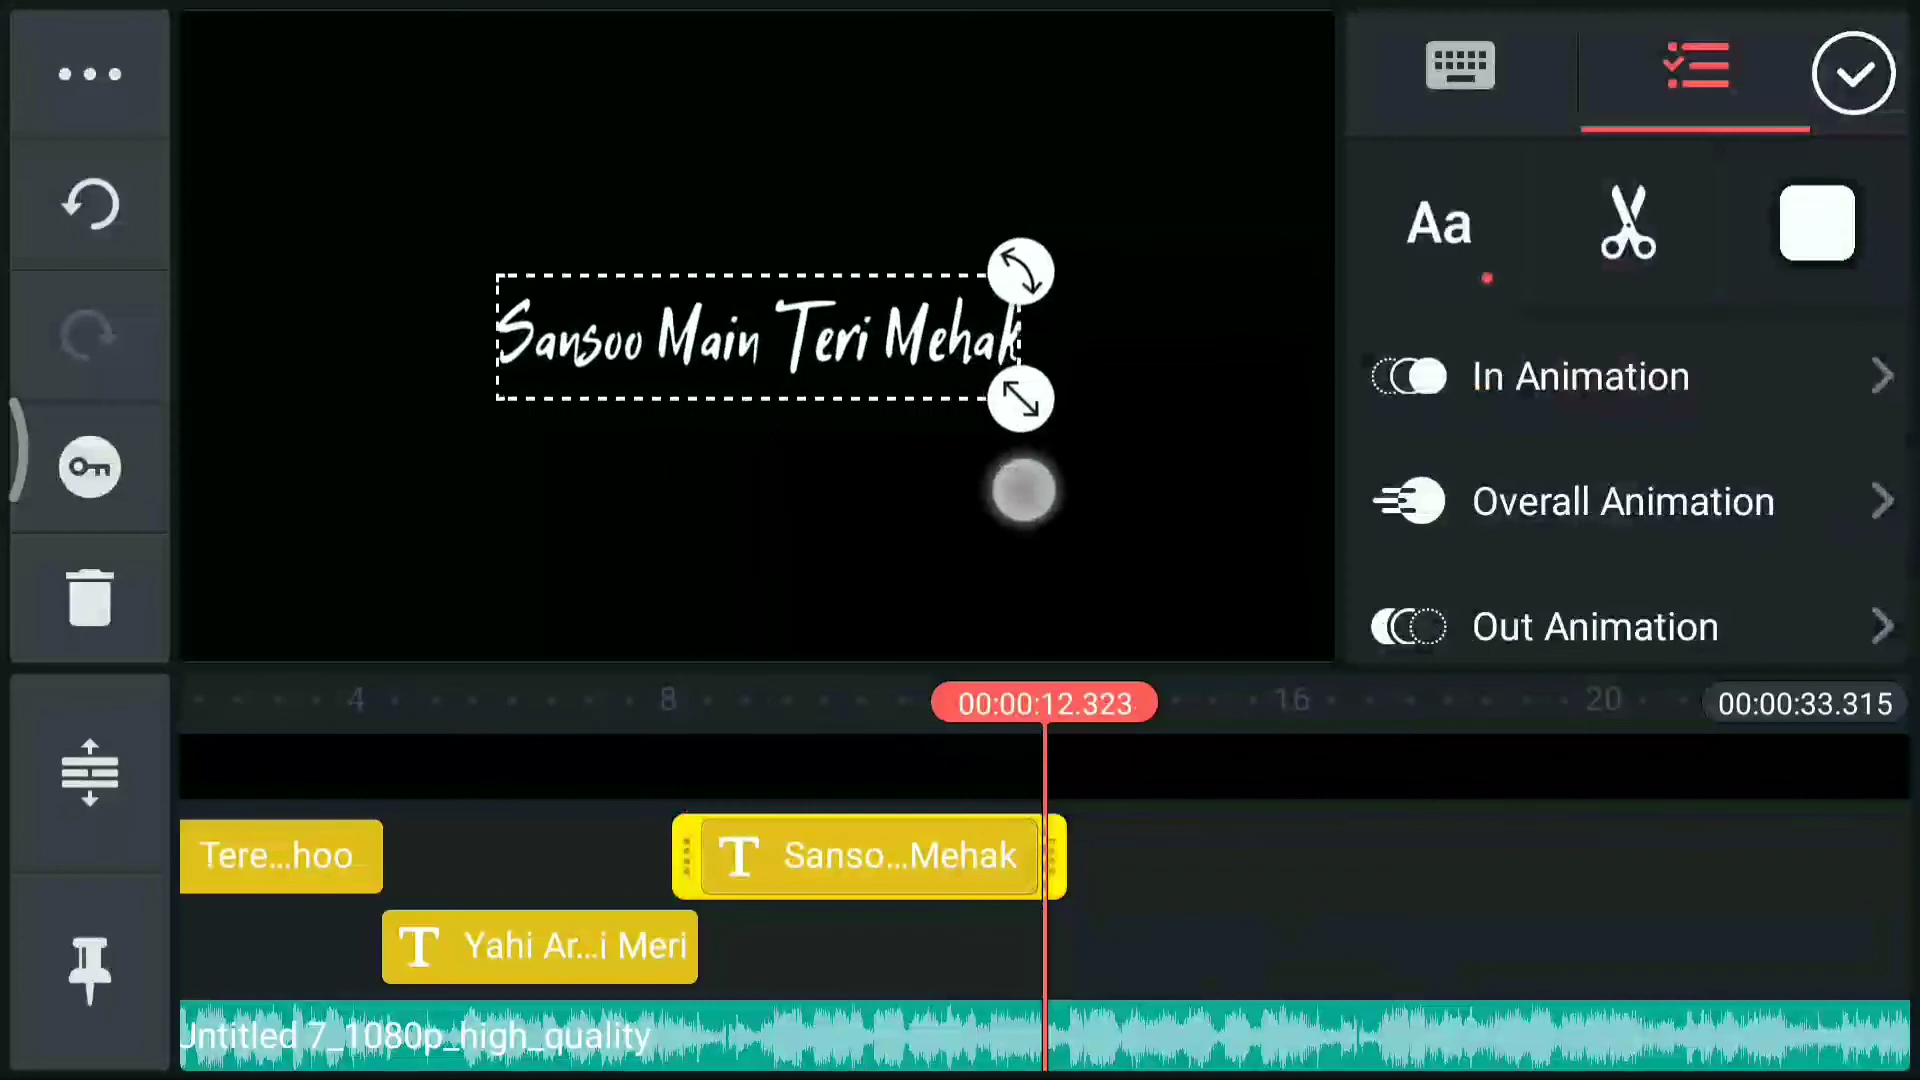 Sansoo Main Teri Mehak
Aa
In Animation
Overall Animation
Out Animation
4
8
00:00:12.323
16
20
00:00:33.315
Tere...hoo
T Sanso...Mehak
T Yahi Ar...i Meri
Untitled 7_1080p_high_quality